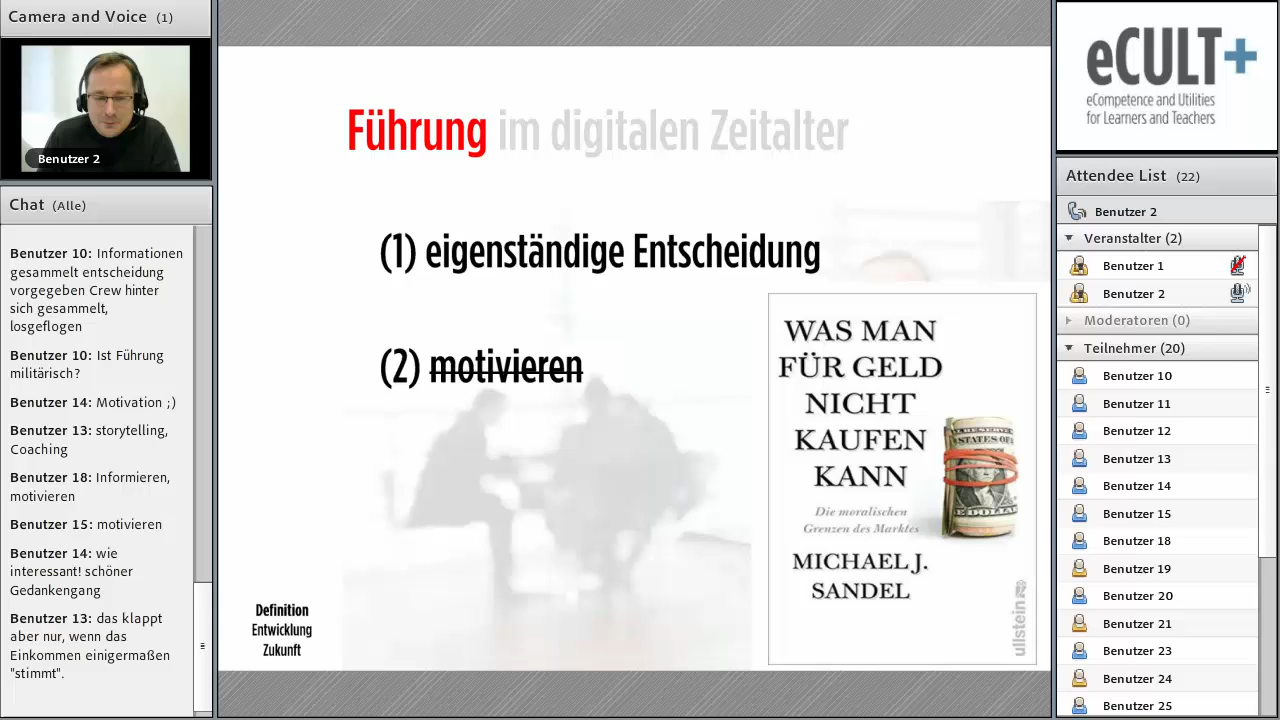 Camera and Voice (1)
Benutzer 2
Chat (Alle)
Benutzer 10: Informationen
gesammelt entscheidung
vorgegeben Crew hinter
sich gesammelt,
losgeflogen
Benutzer 10: Ist Führung
militärisch?
Benutzer 14: Motivation ;)
Benutzer 13: storytelling,
Coaching
Benutzer 18: Informieren,
motivieren
Benutzer 15: motivieren
Benutzer 14: wie
interessant! schöner
Gedankengang
Benutzer 13: das klappt
aber nur, wenn das
Einkommen einigermaßen
"stimmt".
Führung im digitalen Zeitalter
(1) eigenständige Entscheidung
(2) motivieren
WAS MAN
FÜR GELD
NICHT
KAUFEN
KANN
Die moralischen
Grenzen des Marktes
MICHAEL J.
SANDEL
ullstein
Definition
Entwicklung
Zukunft
eCULT+
eCompetence and Utilities
for Learners and Teachers
Attendee List (22)
Benutzer 2
Veranstalter (2)
Benutzer 1
Benutzer 2
Moderatoren (0)
Teilnehmer (20)
Benutzer 10
Benutzer 11
Benutzer 12
Benutzer 13
Benutzer 14
Benutzer 15
Benutzer 18
Benutzer 19
Benutzer 20
Benutzer 21
Benutzer 23
Benutzer 24
Benutzer 25